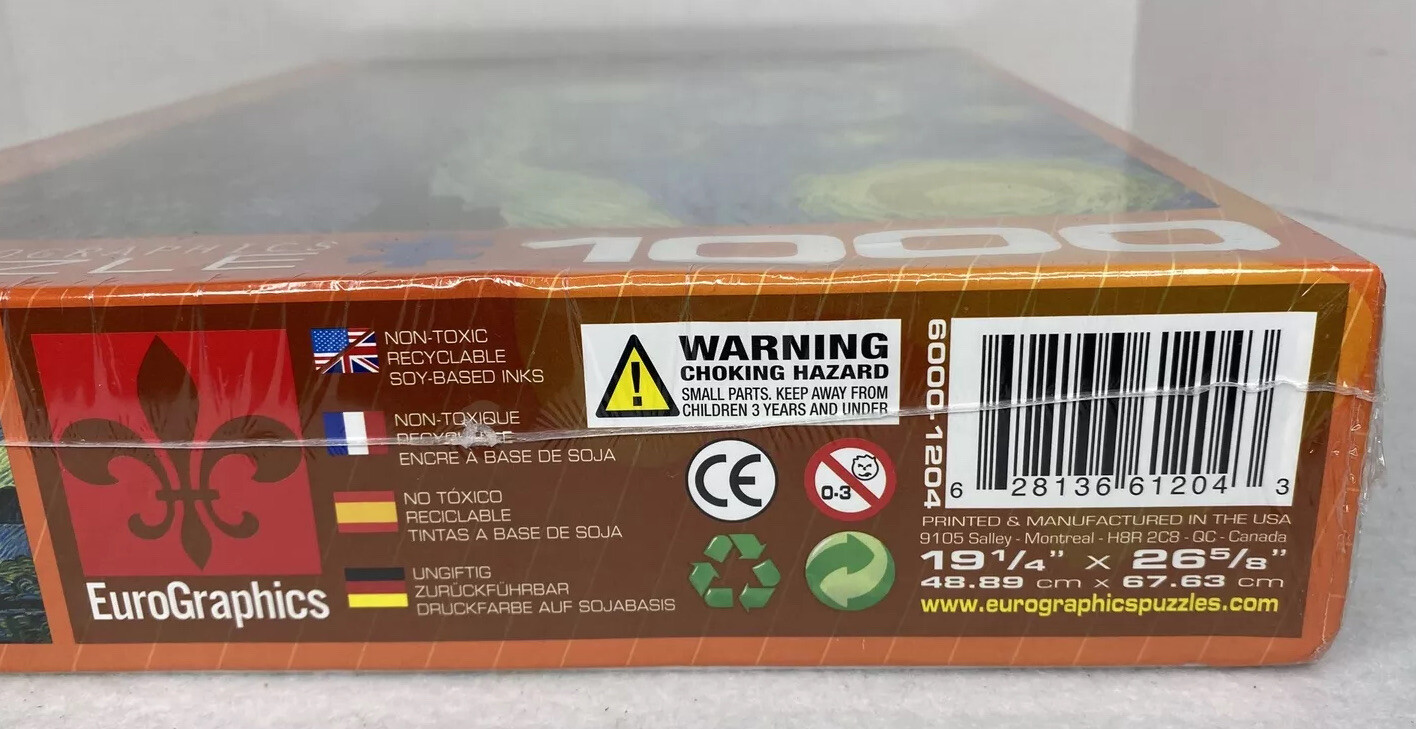 1000
EuroGraphics
NON-TOXIC
RECYCLABLE
SOY-BASED INKS
NON-TOXIQUE
ENCRE À BASE DE SOJA
NO TÓXICO
RECICLABLE
TINTAS A BASE DE SOJA
UNGIFTIG
ZURÜCKFÜHRBAR
DRUCKFARBE AUF SOJABASIS
WARNING
CHOKING HAZARD
SMALL PARTS. KEEP AWAY FROM
CHILDREN 3 YEARS AND UNDER
CE
0-3
6000-1204
6 28136 61204 3
PRINTED & MANUFACTURED IN THE USA
9105 Salley - Montreal - H8R 2C8 - QC - Canada
19 1/4" x 26 5/8"
48.89 cm x 67.63 cm
www.eurographicspuzzles.com